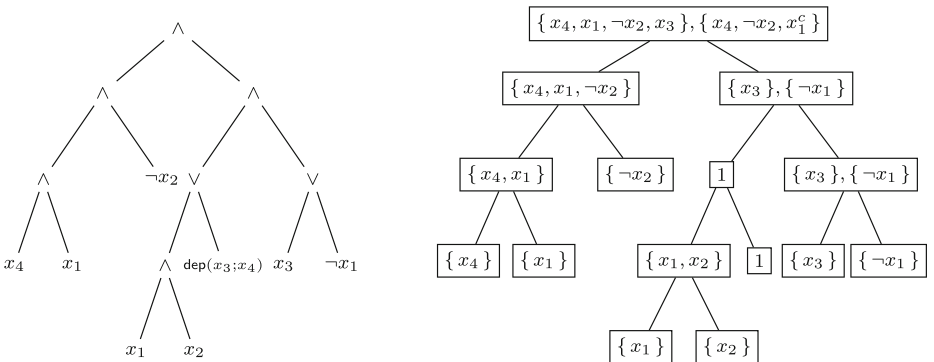 ∧ { x₄, x₁, ¬x₂, x₃ }, { x₄, ¬x₂, x₁ᶜ }
∧ ∧ { x₄, x₁, ¬x₂ } { x₃ }, { ¬x₁ }
∧ ¬x₂ ∨ ∨ { x₄, x₁ } { ¬x₂ } 1 { x₃ }, { ¬x₁ }
x₄ x₁ ∧ dep(x₃;x₄) x₃ ¬x₁ { x₄ } { x₁ } { x₁, x₂ } 1 { x₃ } { ¬x₁ }
x₁ x₂ { x₁ } { x₂ }